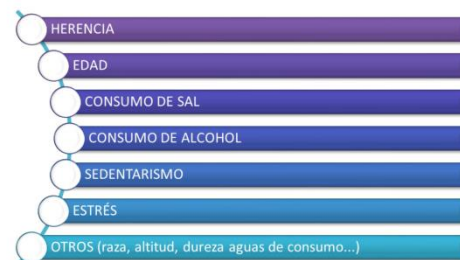 HERENCIA
EDAD
CONSUMO DE SAL
CONSUMO DE ALCOHOL
SEDENTARISMO
ESTRÉS
OTROS (raza, altitud, dureza aguas de consumo...)